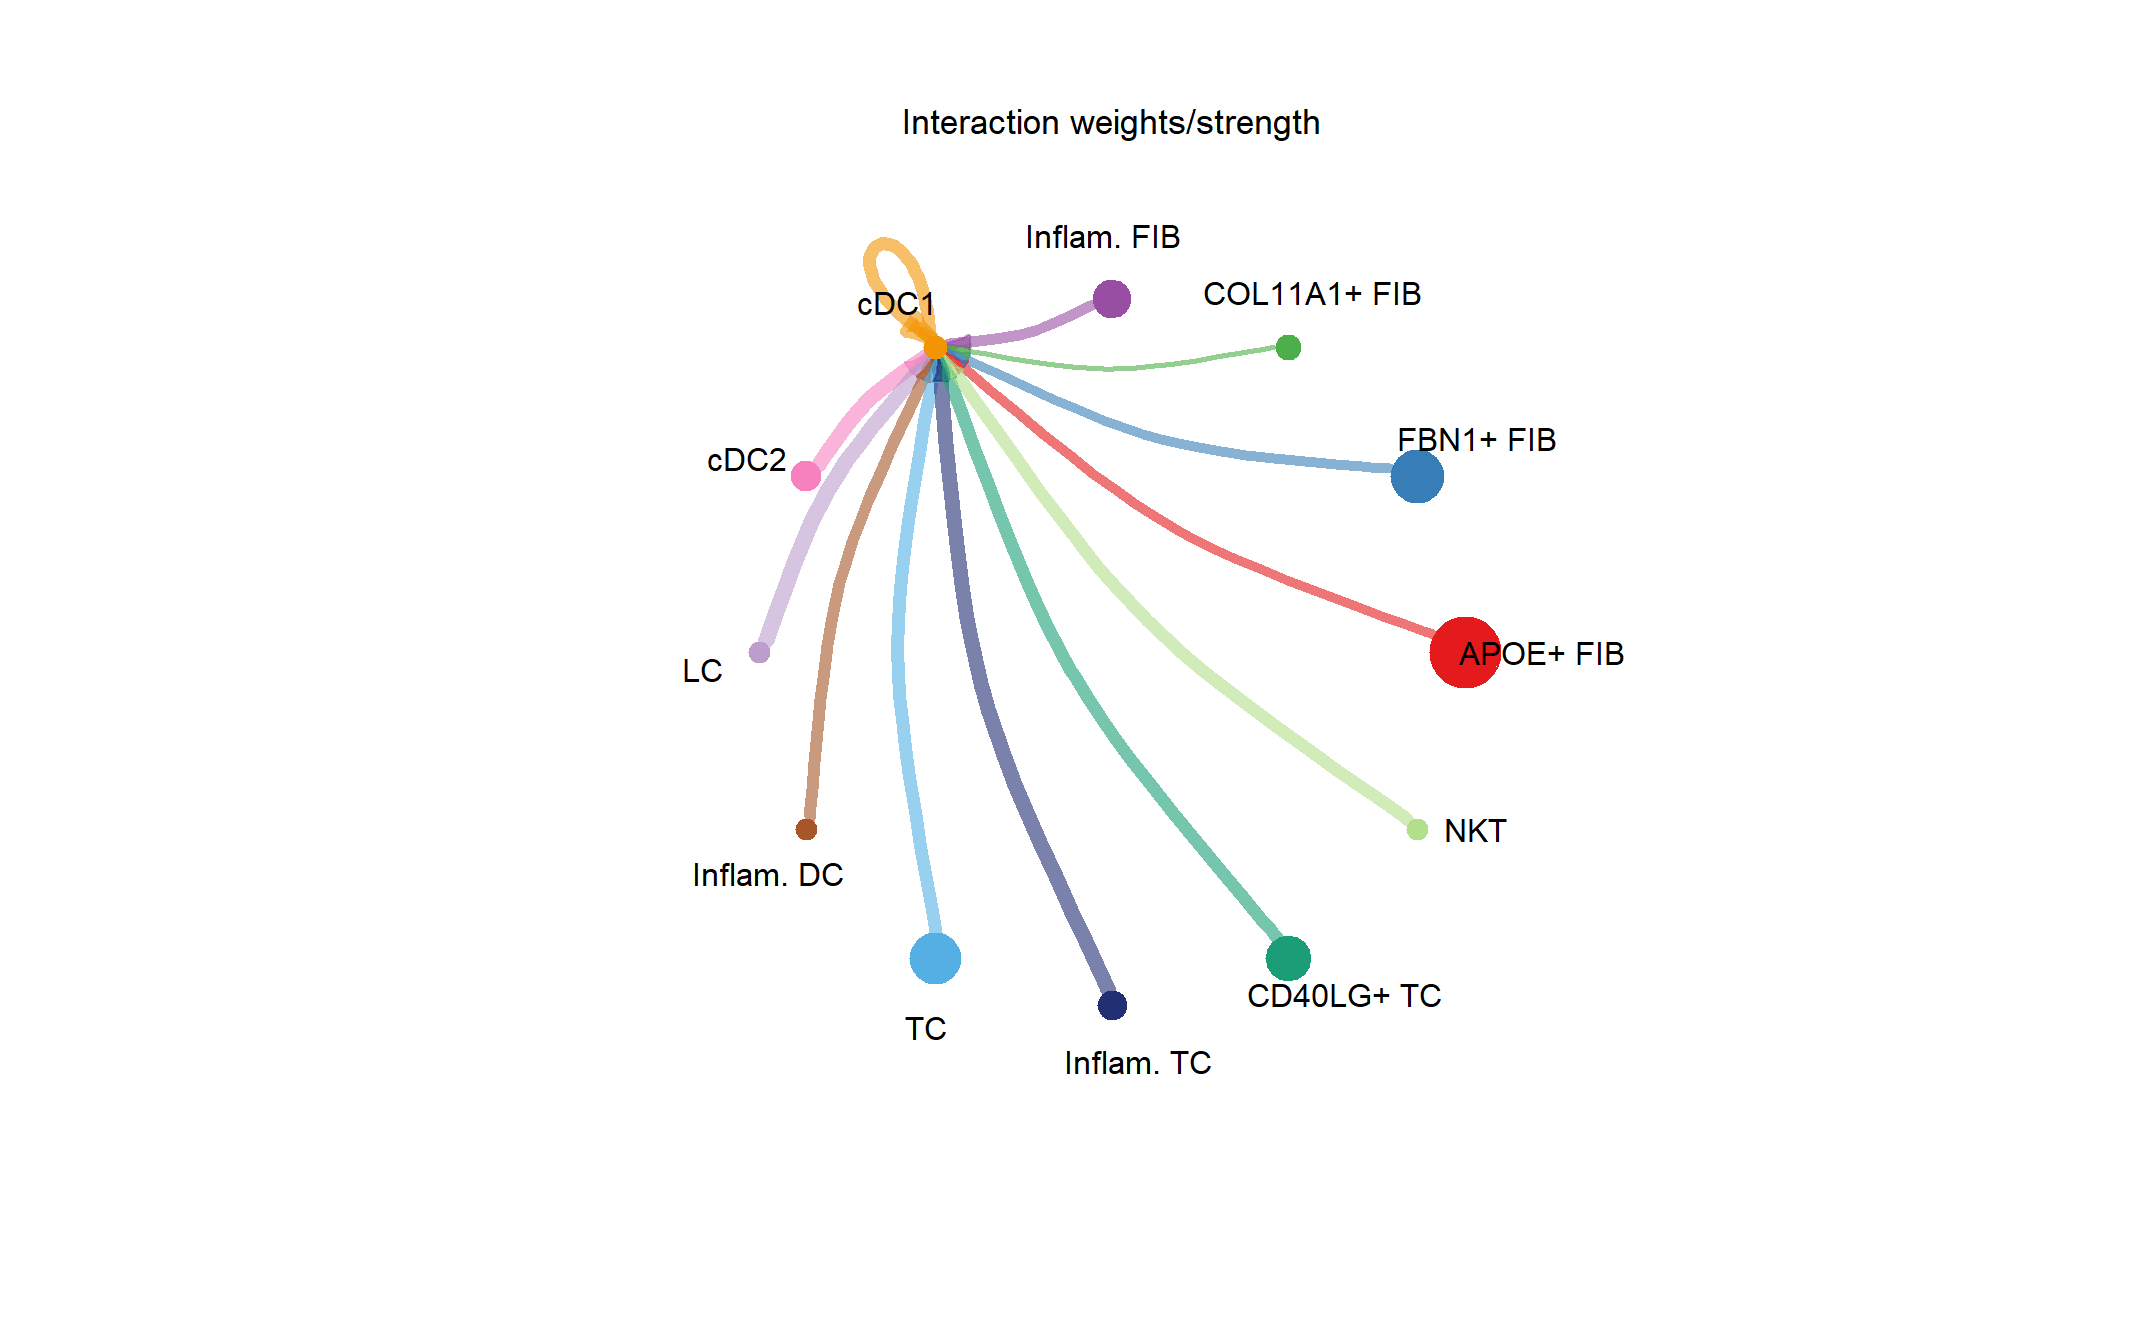 Interaction weights/strength
Inflam. FIB
COL11A1+ FIB
cDC1
FBN1+ FIB
cDC2
APOE+ FIB
LC
NKT
Inflam. DC
CD40LG+ TC
TC
Inflam. TC